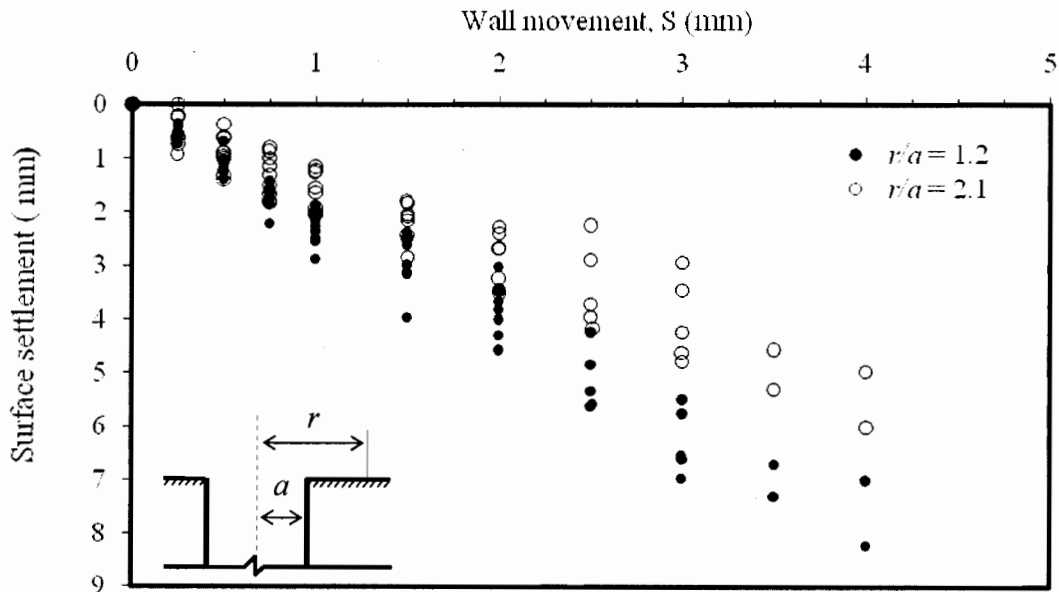 Wall movement, S (mm)
0 1 2 3 4 5
0
1
2
3
4
5
6
7
8
9
Surface settlement ( mm)
r/a = 1.2
r/a = 2.1
r
a